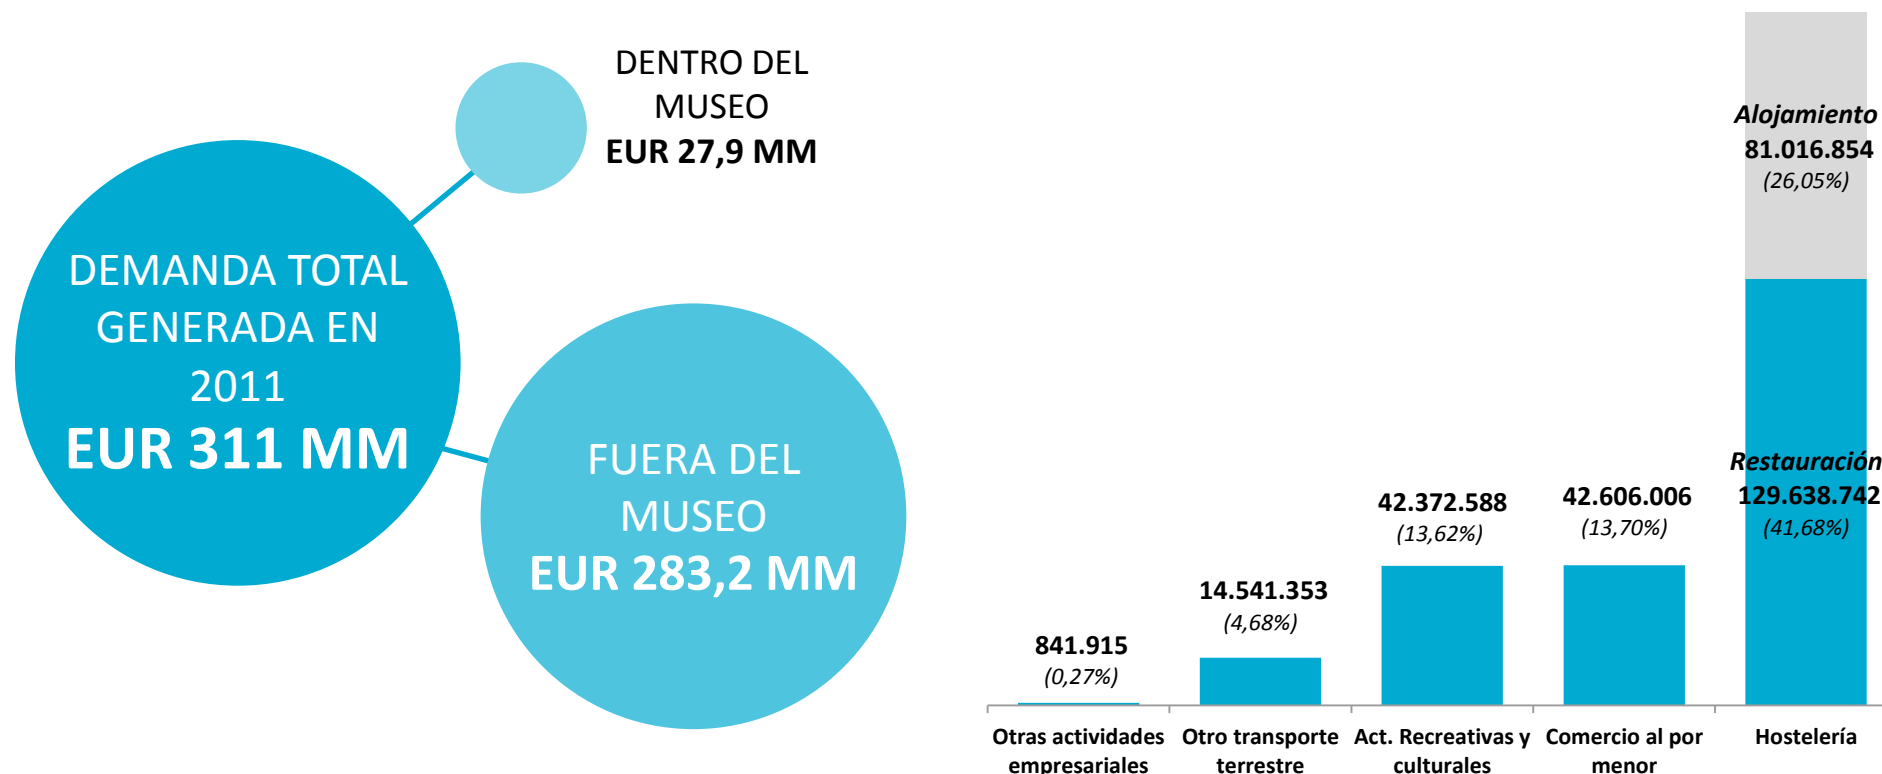 DENTRO DEL
MUSEO
EUR 27,9 MM
DEMANDA TOTAL
GENERADA EN
2011
EUR 311 MM
FUERA DEL
MUSEO
EUR 283,2 MM
Alojamiento
81.016.854
(26,05%)
Restauración
129.638.742
(41,68%)
42.606.006
(13,70%)
42.372.588
(13,62%)
14.541.353
(4,68%)
841.915
(0,27%)
Otras actividades
empresariales
Otro transporte
terrestre
Act. Recreativas y
culturales
Comercio al por
menor
Hostelería